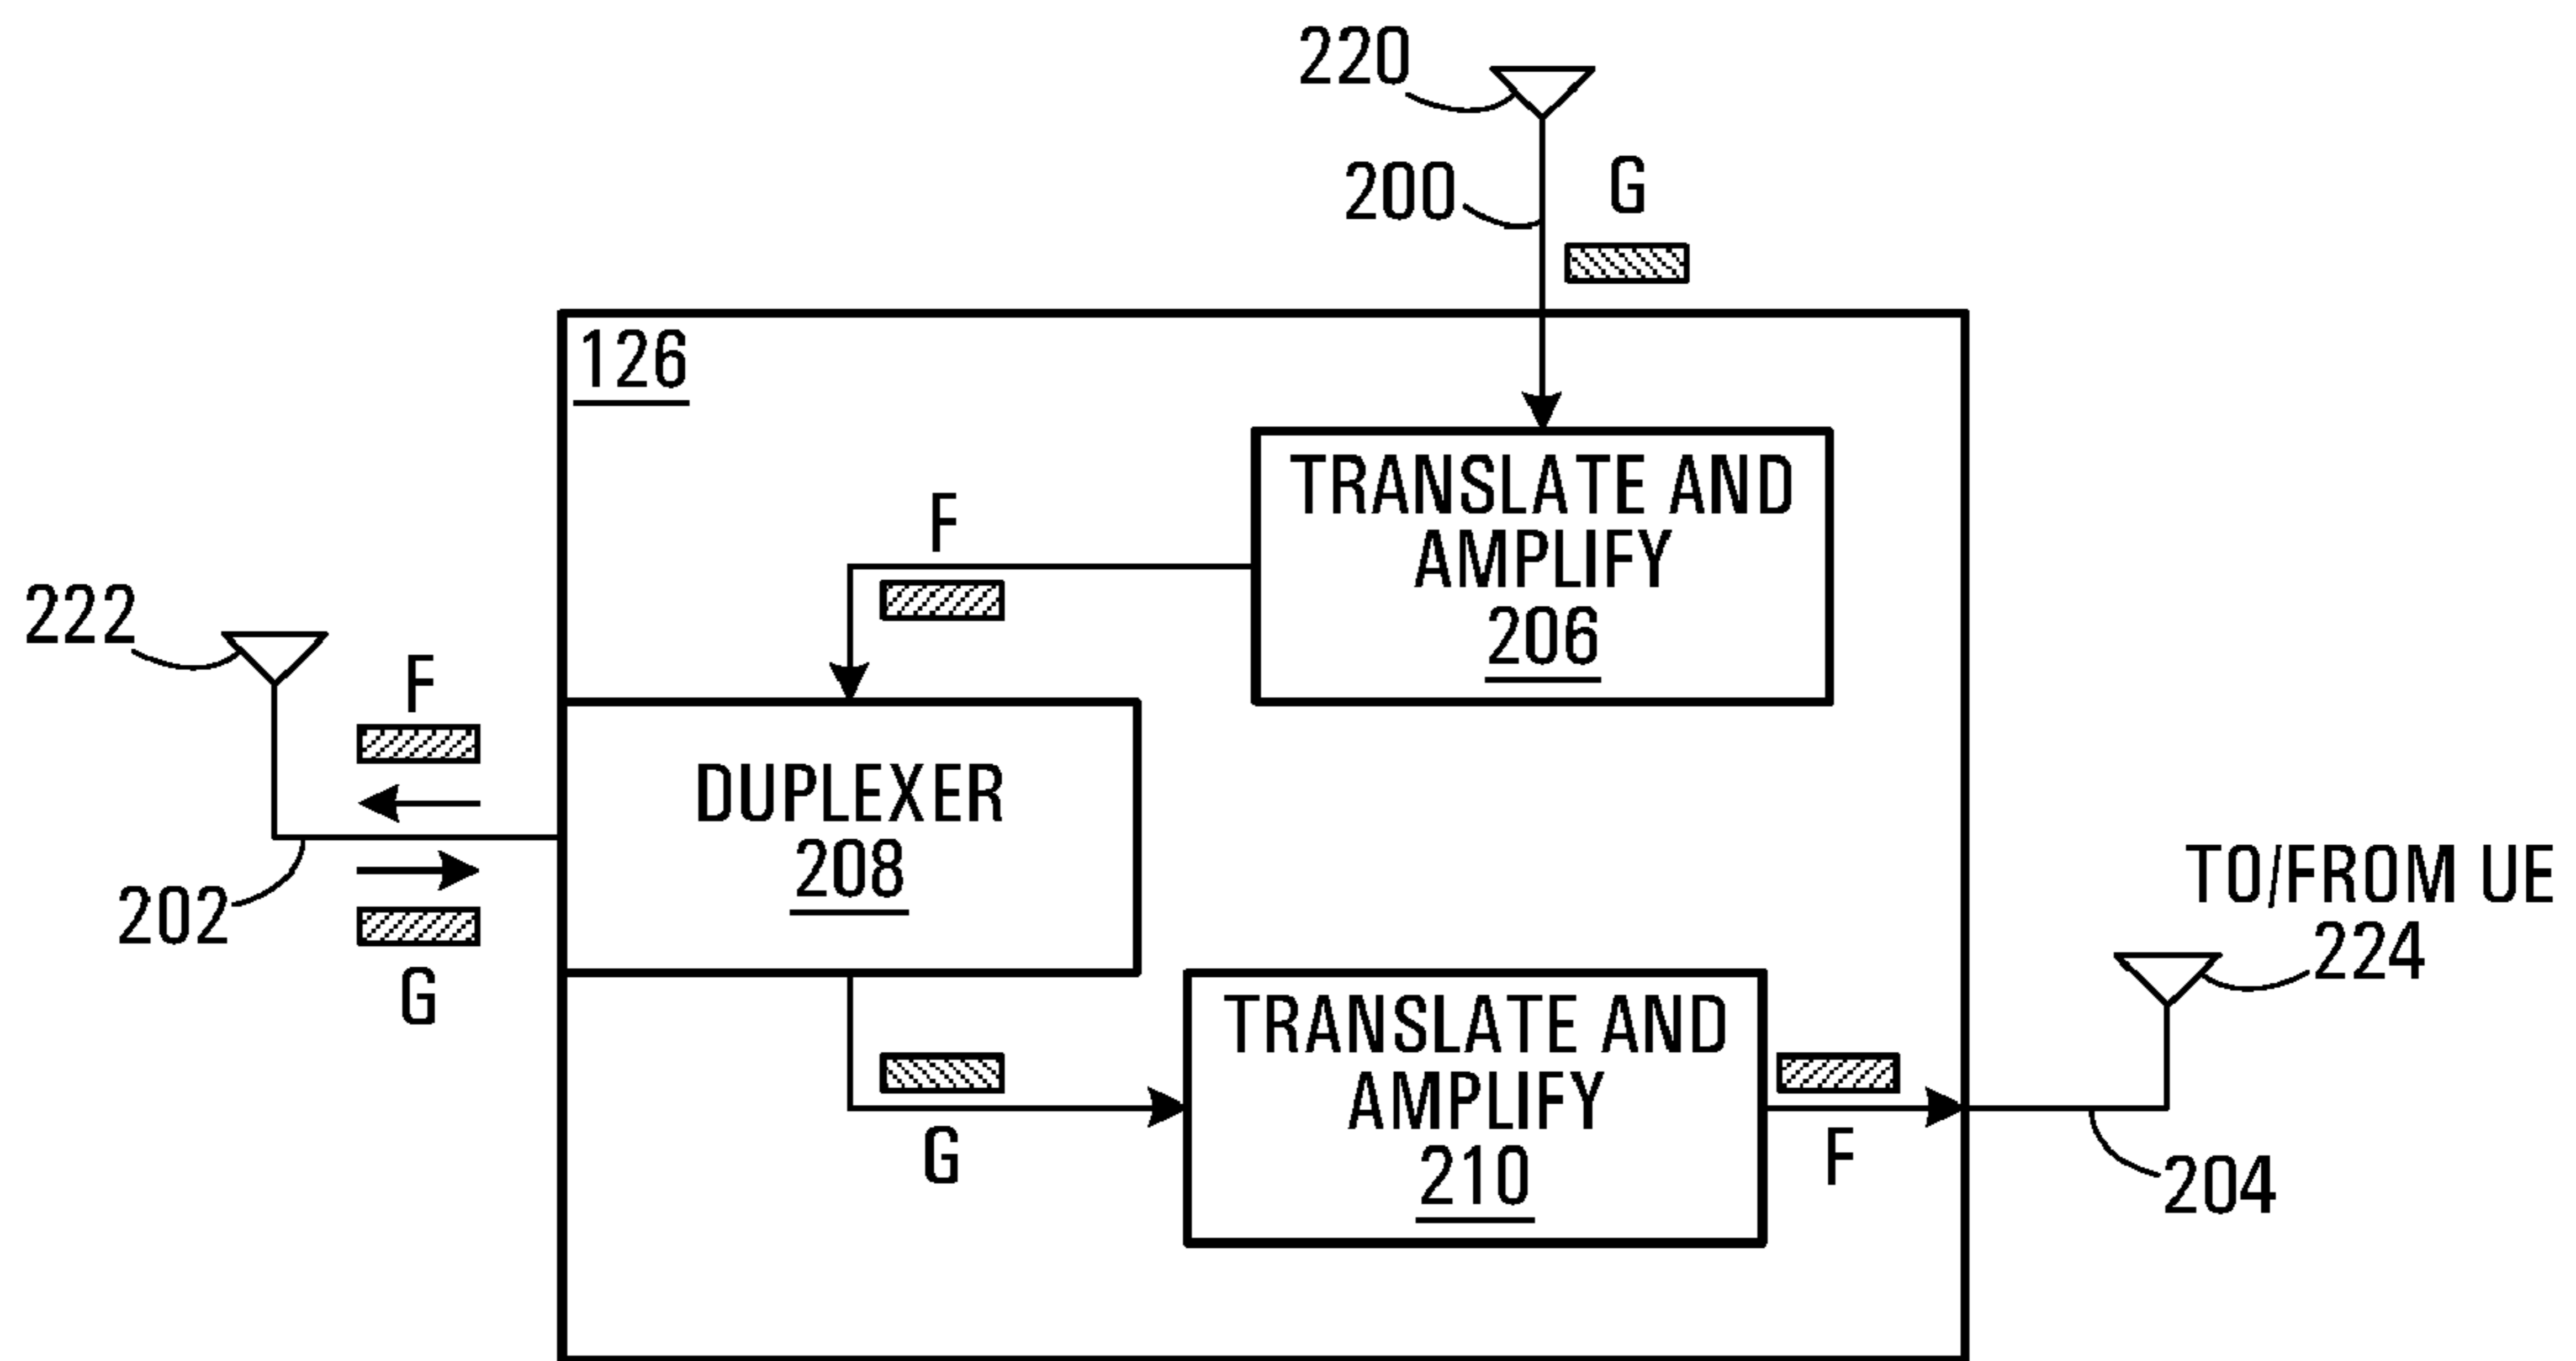 220
200
G
126
TRANSLATE AND
AMPLIFY
206
F
222
F
DUPLEXER
208
202
G
TO/FROM UE
224
TRANSLATE AND
AMPLIFY
210
G
F
204